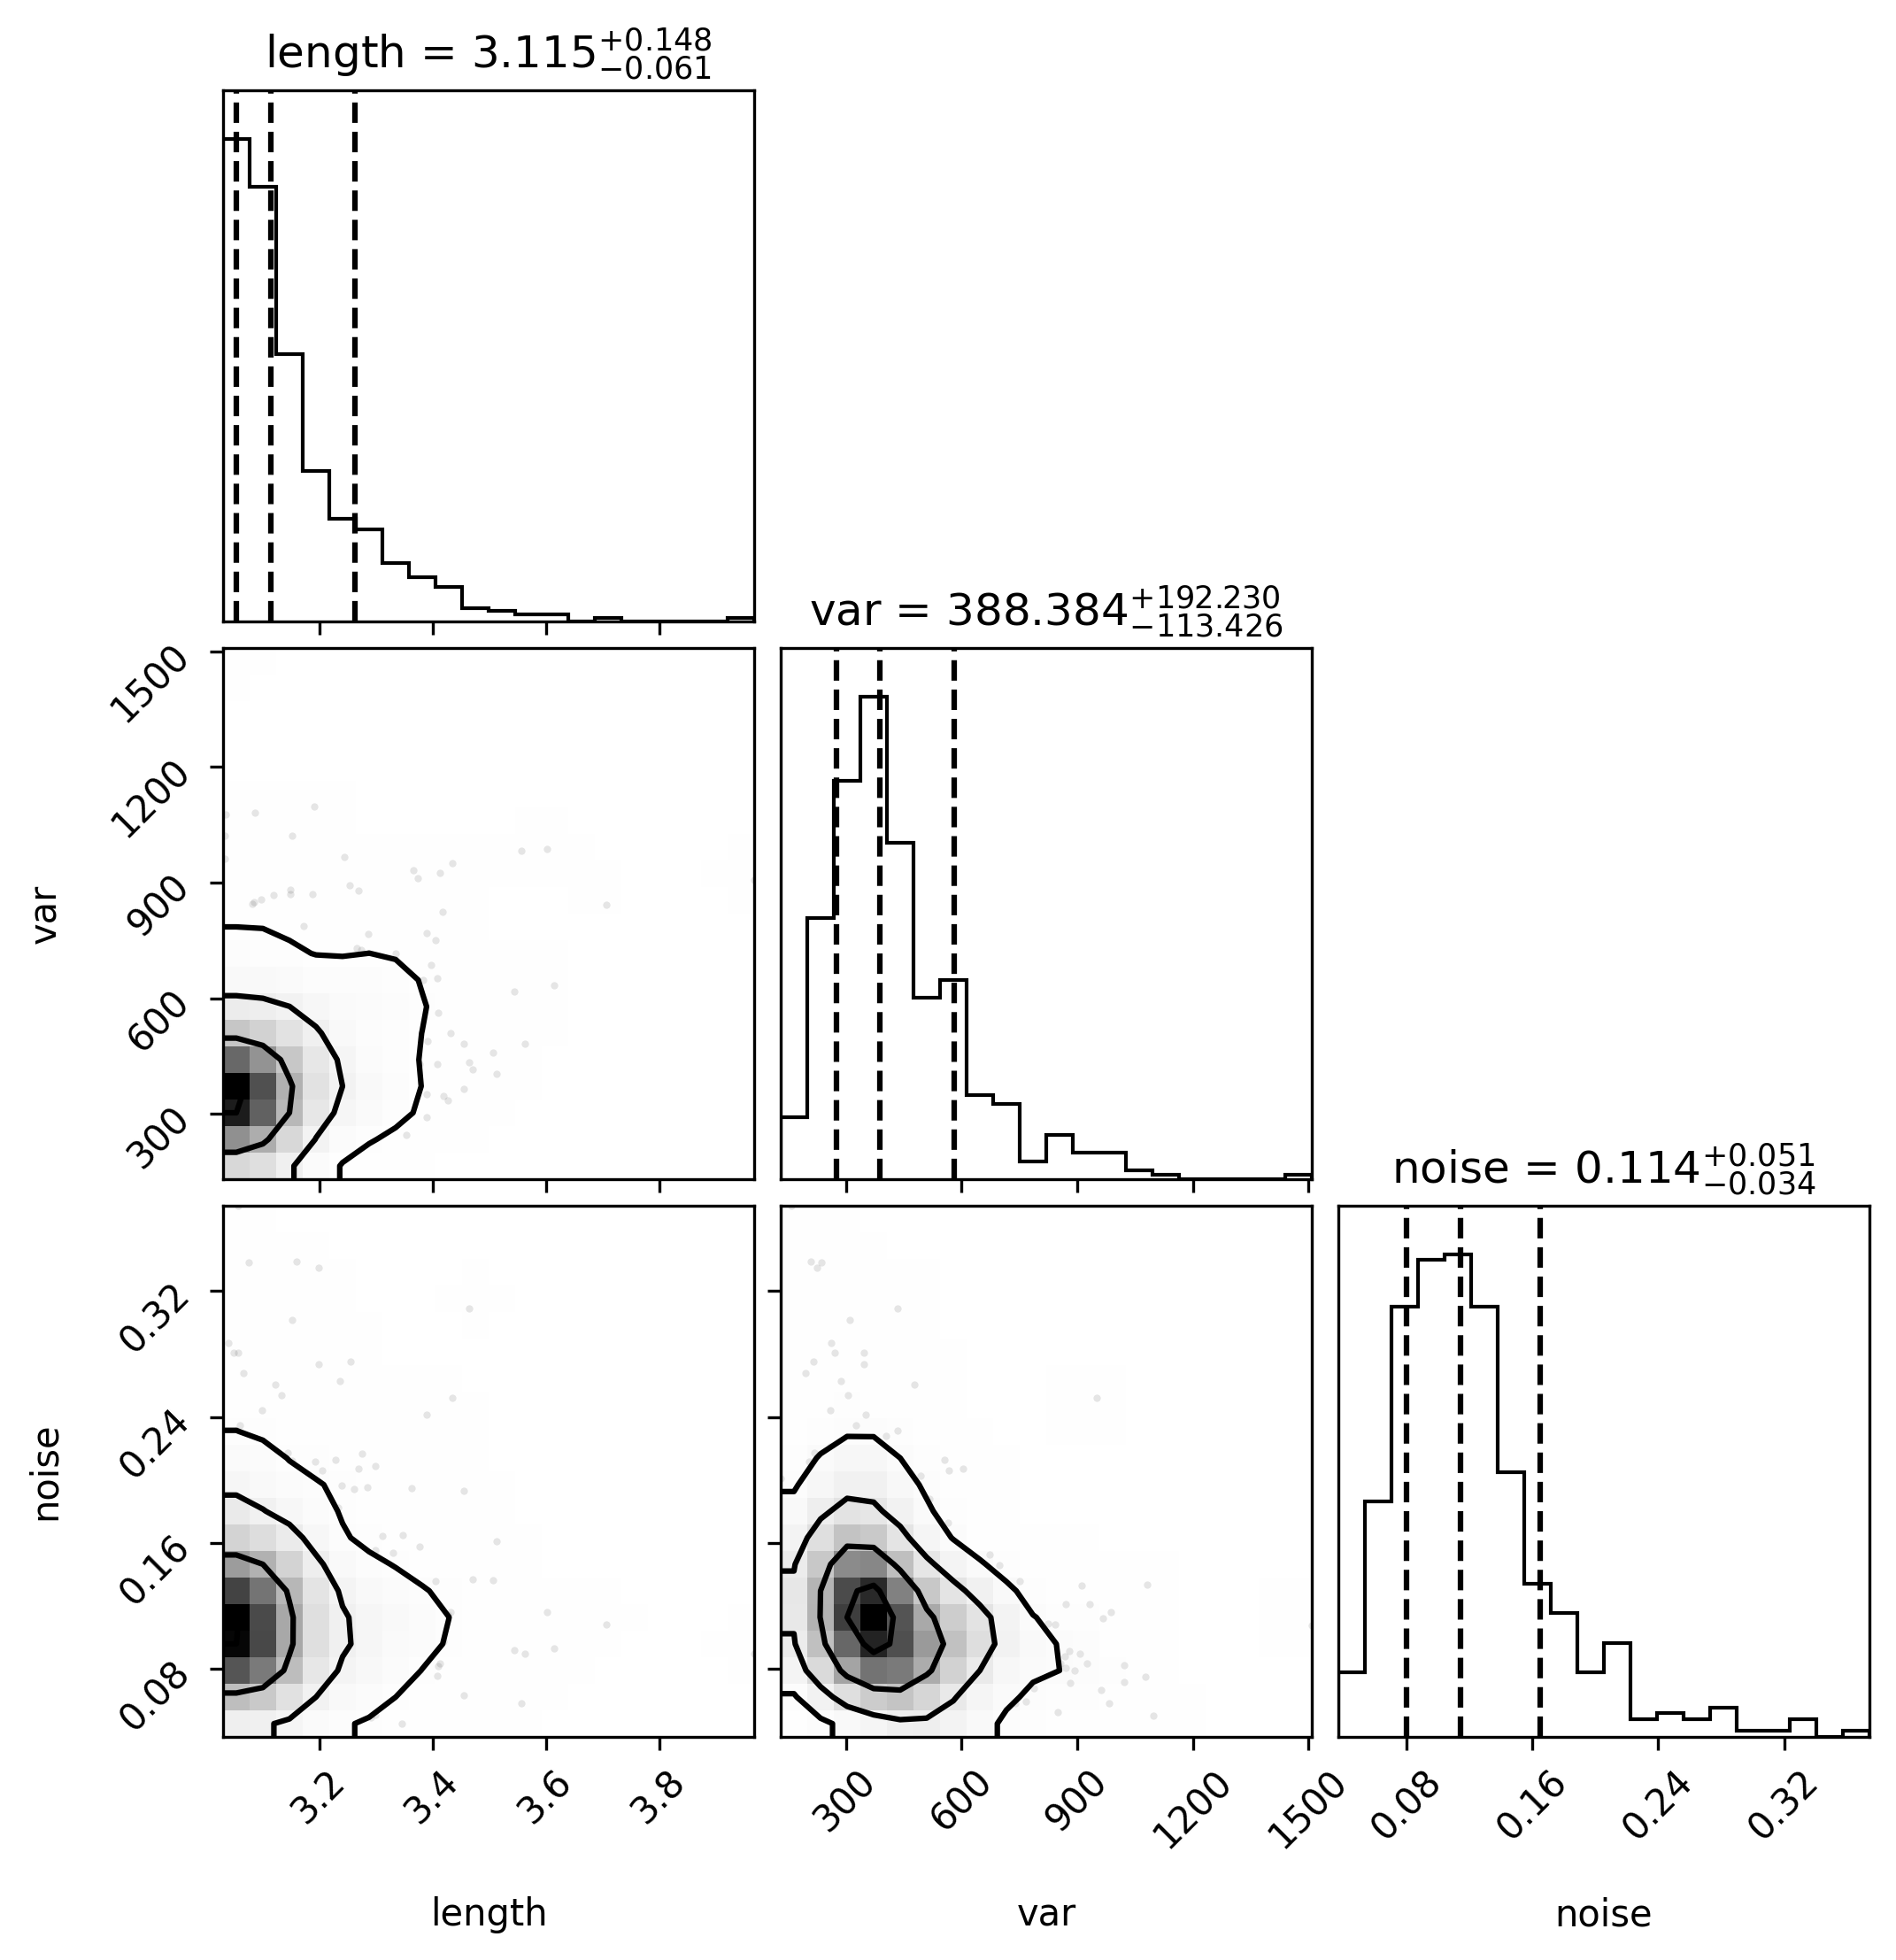 length = 3.115 +0.148 −0.061
var = 388.384 +192.230 −113.426
1500
1200
900
600
300
var
noise = 0.114 +0.051 −0.034
0.32
0.24
0.16
0.08
noise
3.2 3.4 3.6 3.8 300 600 900 1200 1500 0.08 0.16 0.24 0.32
length var noise